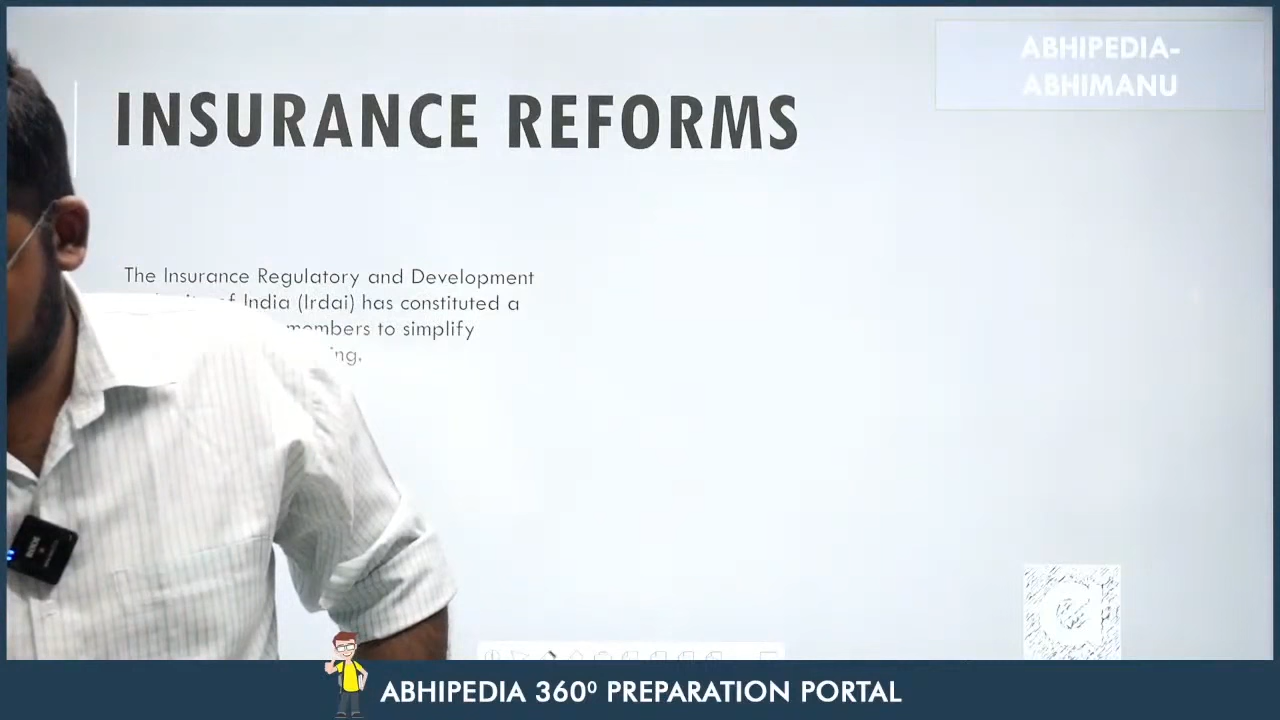 ABHIPEDIA-
ABHIMANU
INSURANCE REFORMS
The Insurance Regulatory and Development
of India (Irdai) has constituted a
members to simplify
ABHIPEDIA 360⁰ PREPARATION PORTAL